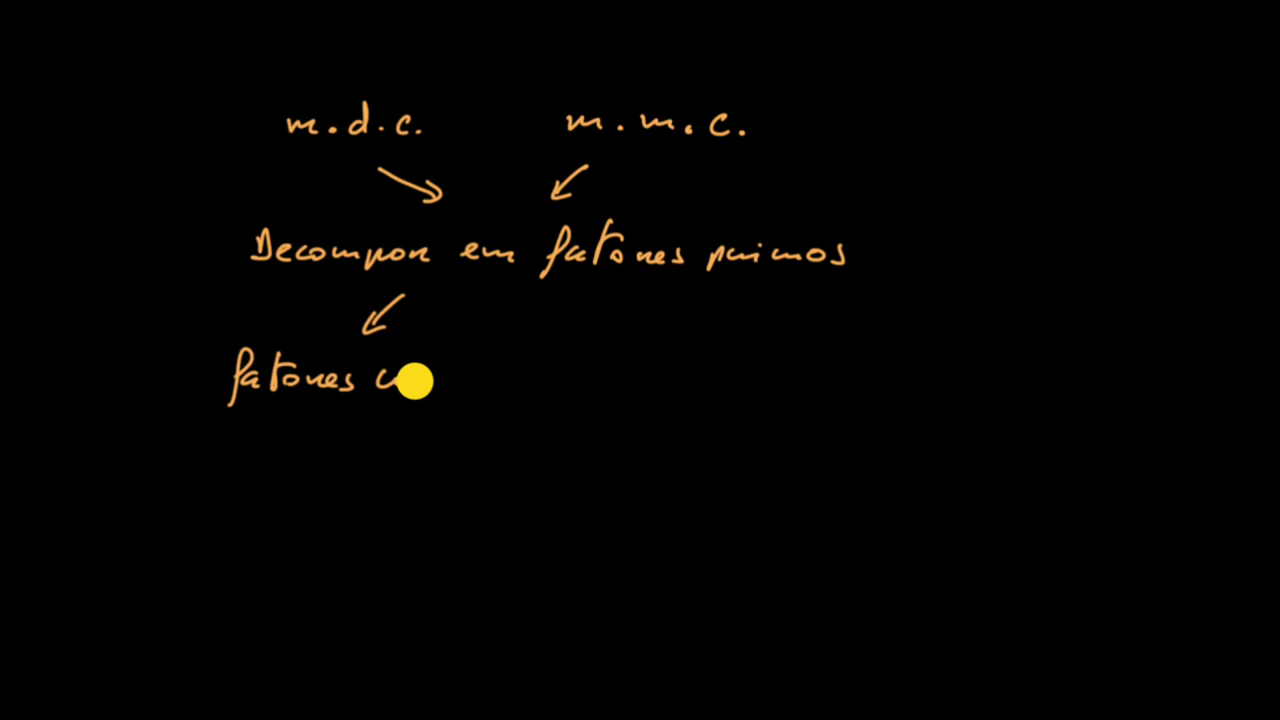 m.d.c. m.m.c.
Decompor em fatores primos
fatores c